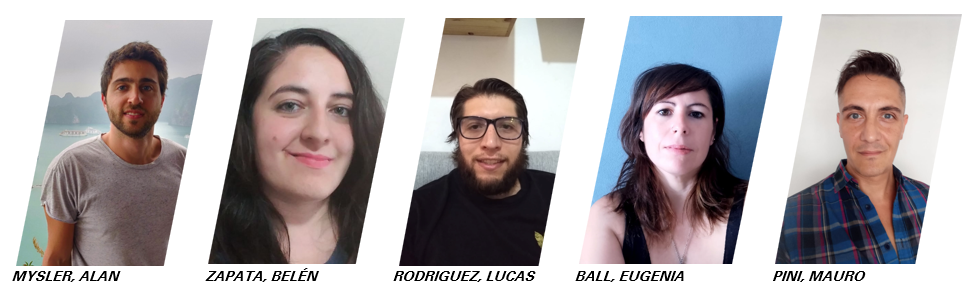 MYSLER, ALAN
ZAPATA, BELÉN
RODRIGUEZ, LUCAS
BALL, EUGENIA
PINI, MAURO